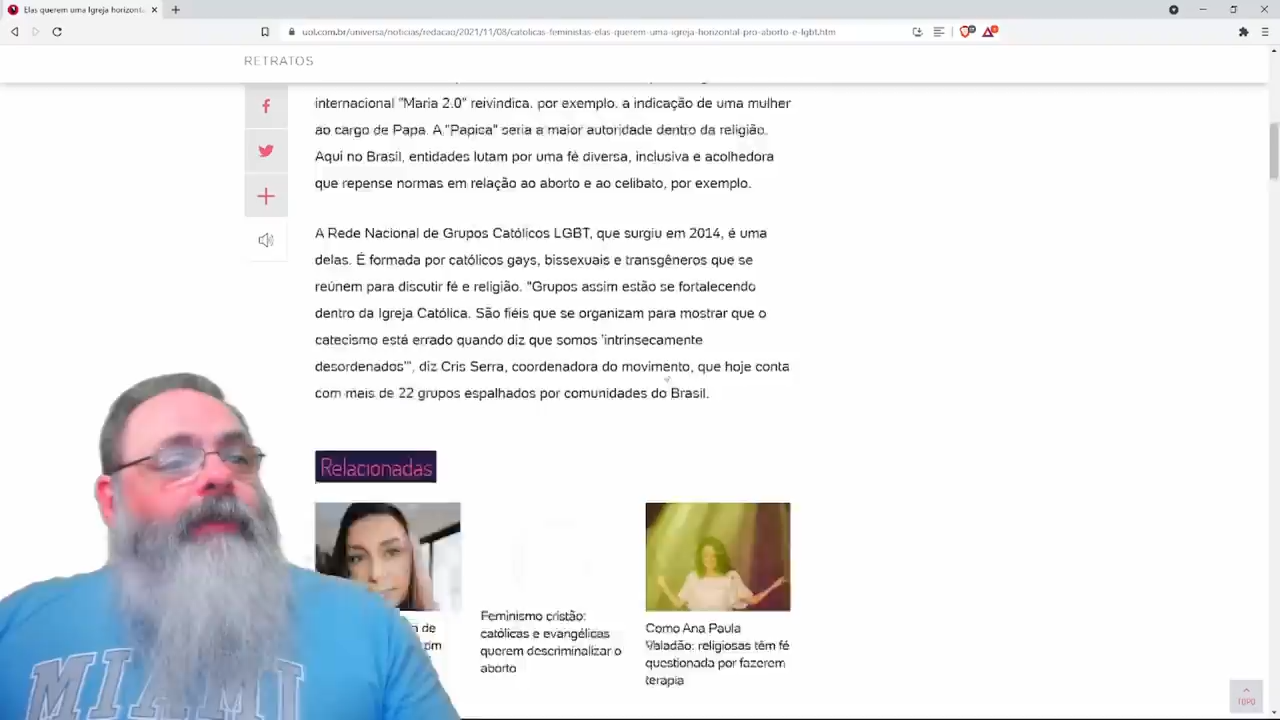 Elas querem uma Igreja horizonta
uol.com.br/universa/noticias/redacao/2021/11/08/catolicas-feministas-elas-querem-uma-igreja-horizontal-pro-aborto-e-lgbt.htm
RETRATOS
internacional "Maria 2.0" reivindica, por exemplo, a indicação de uma mulher
ao cargo de Papa. A "Papica" seria a maior autoridade dentro da religião.
Aqui no Brasil, entidades lutam por uma fé diversa, inclusiva e acolhedora
que repense normas em relação ao aborto e ao celibato, por exemplo.
A Rede Nacional de Grupos Católicos LGBT, que surgiu em 2014, é uma
delas. É formada por católicos gays, bissexuais e transgêneros que se
reúnem para discutir fé e religião. "Grupos assim estão se fortalecendo
dentro da Igreja Católica. São fiéis que se organizam para mostrar que o
catecismo está errado quando diz que somos 'intrinsecamente
desordenados'", diz Cris Serra, coordenadora do movimento, que hoje conta
com mais de 22 grupos espalhados por comunidades do Brasil.
Relacionadas
de
Feminismo cristão:
católicas e evangélicas
querem descriminalizar o
aborto
Como Ana Paula
Valadão: religiosas têm fé
questionada por fazerem
terapia
TOPO
MIAMI